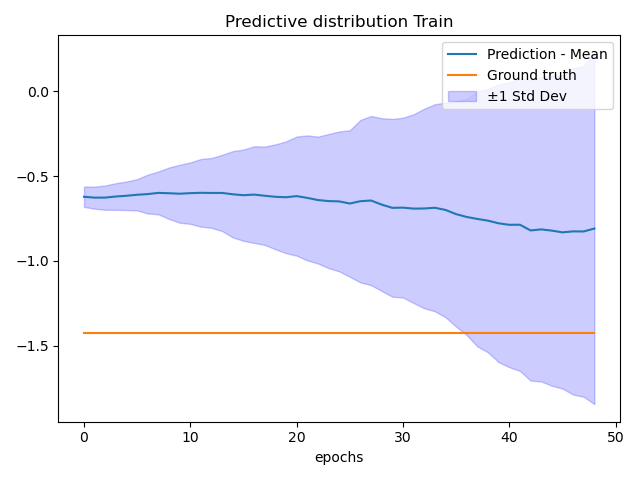 Predictive distribution Train
Prediction - Mean
Ground truth
±1 Std Dev
0.0
−0.5
−1.0
−1.5
0 10 20 30 40 50
epochs